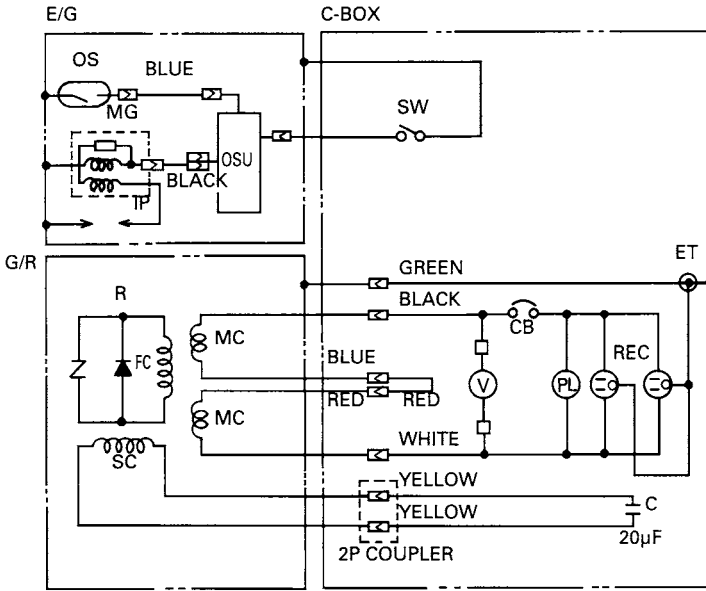 E/G
C-BOX
OS
BLUE
MG
SW
OSU
BLACK
IP
G/R
R
FC
MC
MC
SC
GREEN
ET
BLACK
CB
BLUE
V
PL
REC
RED
RED
WHITE
YELLOW
YELLOW
C
20μF
2P COUPLER